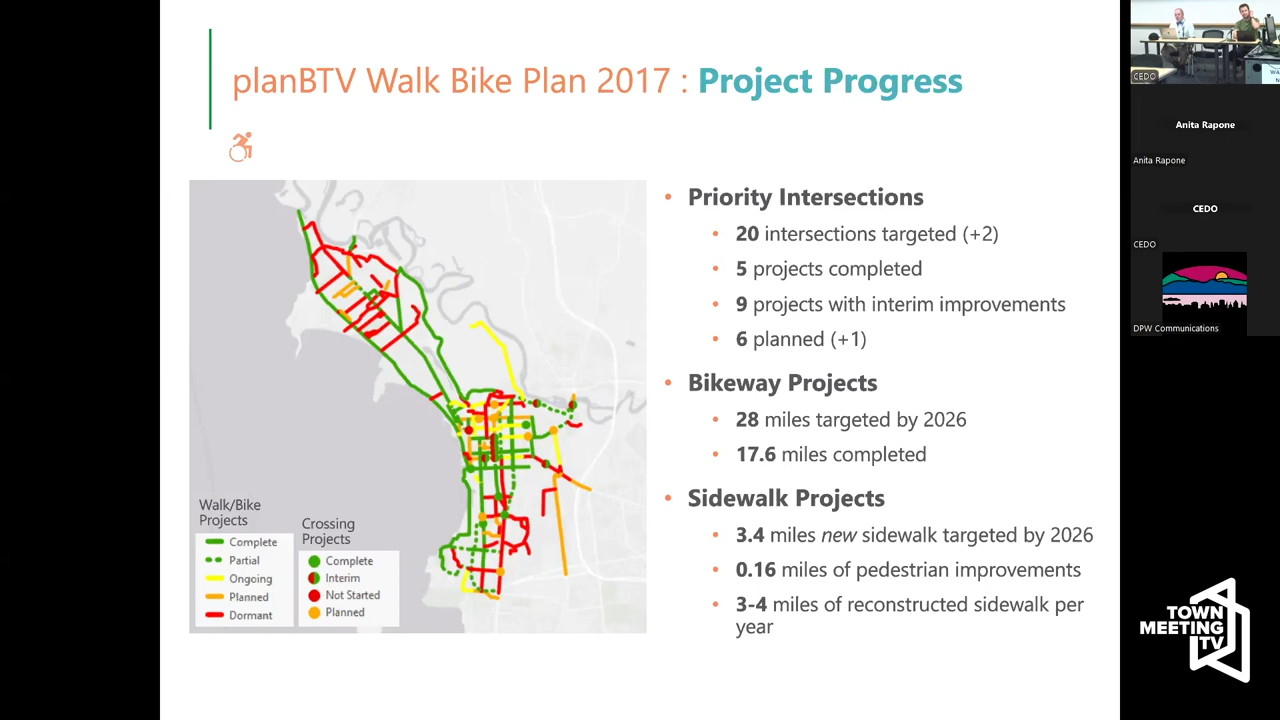 planBTV Walk Bike Plan 2017 : Project Progress
Walk/Bike
Projects
Complete
Partial
Ongoing
Planned
Dormant
Crossing
Projects
Complete
Interim
Not Started
Planned
• Priority Intersections
• 20 intersections targeted (+2)
• 5 projects completed
• 9 projects with interim improvements
• 6 planned (+1)
• Bikeway Projects
• 28 miles targeted by 2026
• 17.6 miles completed
• Sidewalk Projects
• 3.4 miles new sidewalk targeted by 2026
• 0.16 miles of pedestrian improvements
• 3-4 miles of reconstructed sidewalk per
year
CEDO
Anita Rapone
Anita Rapone
CEDO
CEDO
DPW Communications
TOWN
MEETING
TV